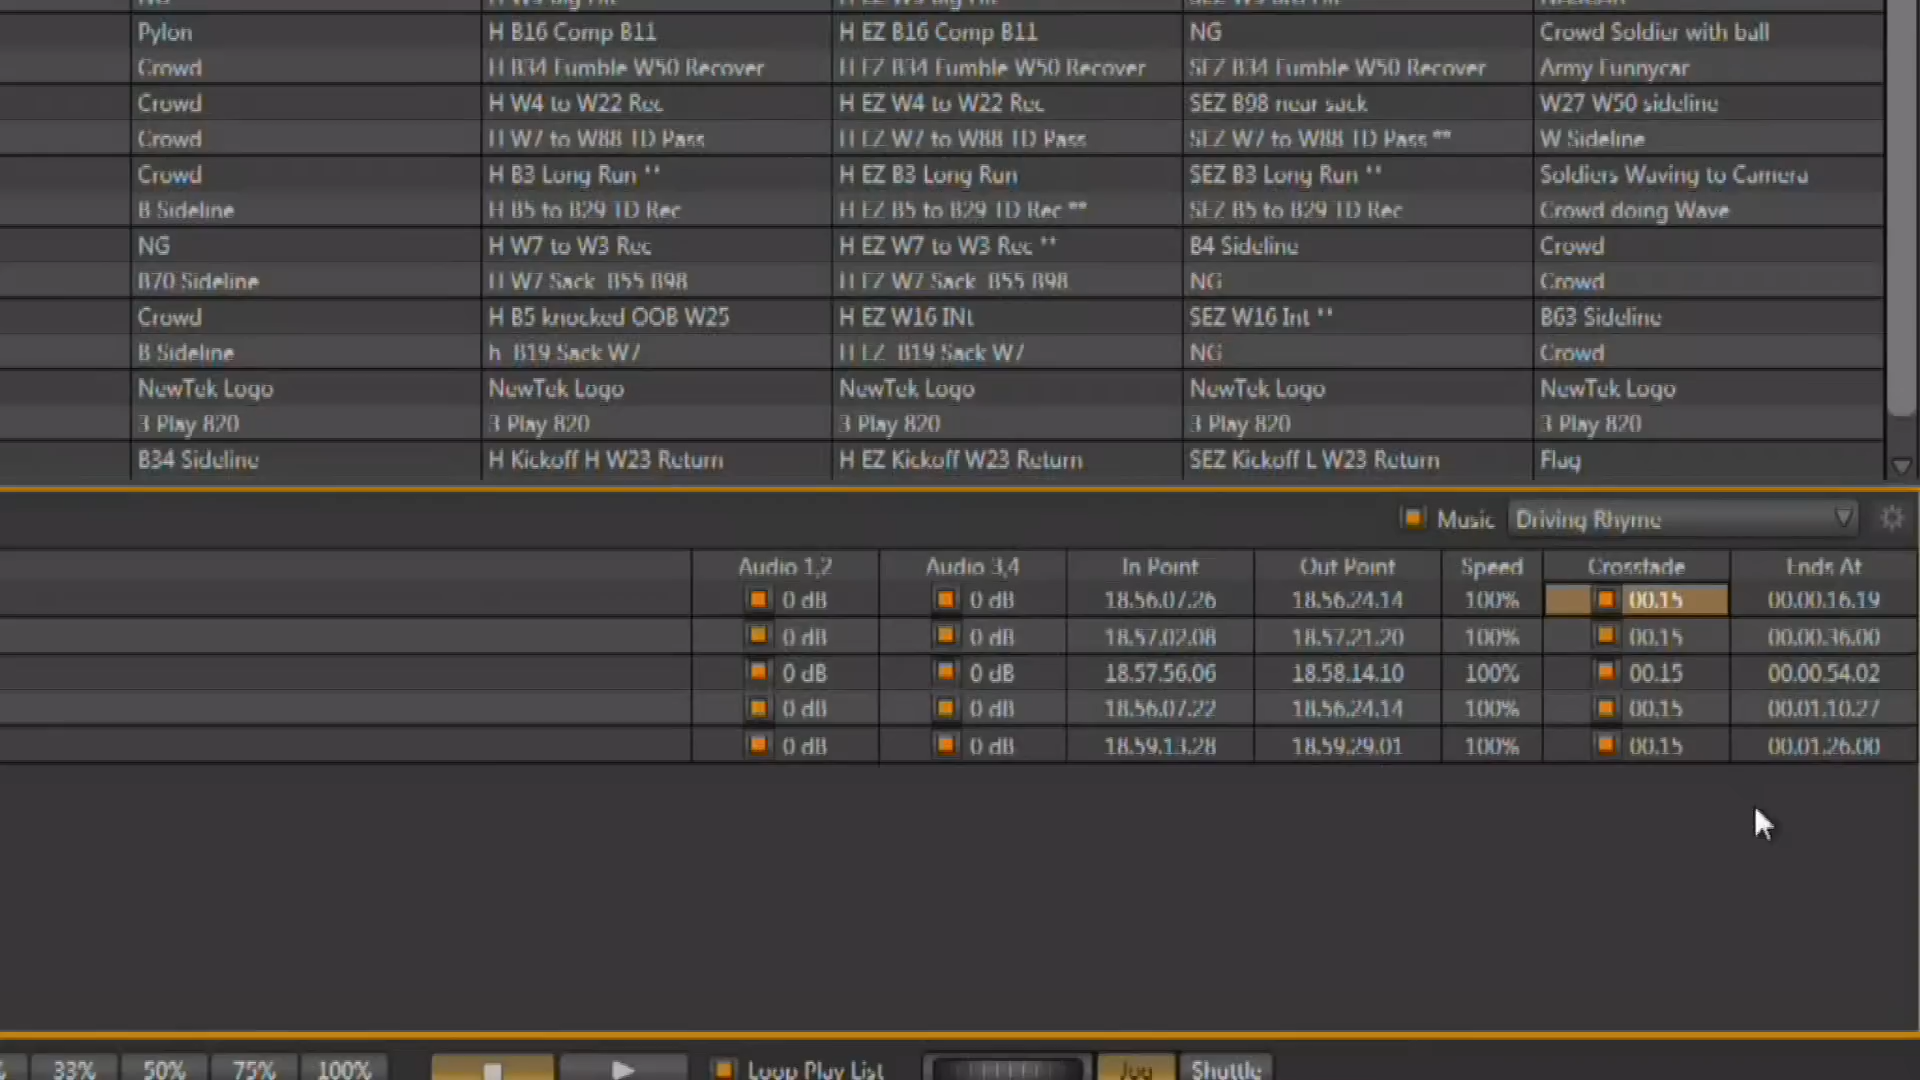 Pylon H B16 Comp B11 H EZ B16 Comp B11 NG Crowd Soldier with ball
Crowd H B34 Fumble W50 Recover H EZ B34 Fumble W50 Recover SEZ B34 Fumble W50 Recover Army Funnycar
Crowd H W4 to W22 Rec H EZ W4 to W22 Rec SEZ B98 near sack W27 W50 sideline
Crowd H W7 to W88 TD Pass H EZ W7 to W88 TD Pass SEZ W7 to W88 TD Pass ** W Sideline
Crowd H B3 Long Run ** H EZ B3 Long Run SEZ B3 Long Run ** Soldiers Waving to Camera
B Sideline H B5 to B29 TD Rec H EZ B5 to B29 TD Rec ** SEZ B5 to B29 TD Rec Crowd doing Wave
NG H W7 to W3 Rec H EZ W7 to W3 Rec ** B4 Sideline Crowd
B70 Sideline H W7 Sack B55 B98 H EZ W7 Sack B55 B98 NG Crowd
Crowd H B5 knocked OOB W25 H EZ W16 INt SEZ W16 Int ** B63 Sideline
B Sideline h B19 Sack W7 H EZ B19 Sack W7 NG Crowd
NewTek Logo NewTek Logo NewTek Logo NewTek Logo NewTek Logo
3 Play 820 3 Play 820 3 Play 820 3 Play 820 3 Play 820
B34 Sideline H Kickoff H W23 Return H EZ Kickoff W23 Return SEZ Kickoff L W23 Return Flag
Music Driving Rhyme
Audio 1,2 Audio 3,4 In Point Out Point Speed Crossfade Ends At
0 dB 0 dB 18.56.07.26 18.56.24.14 100% 00.15 00.00.16.19
0 dB 0 dB 18.57.02.08 18.57.21.20 100% 00.15 00.00.36.00
0 dB 0 dB 18.57.56.06 18.58.14.10 100% 00.15 00.00.54.02
0 dB 0 dB 18.56.07.22 18.56.24.14 100% 00.15 00.01.10.27
0 dB 0 dB 18.59.13.28 18.59.29.01 100% 00.15 00.01.26.00
33% 50% 75% 100% Loop Play List Jog Shuttle